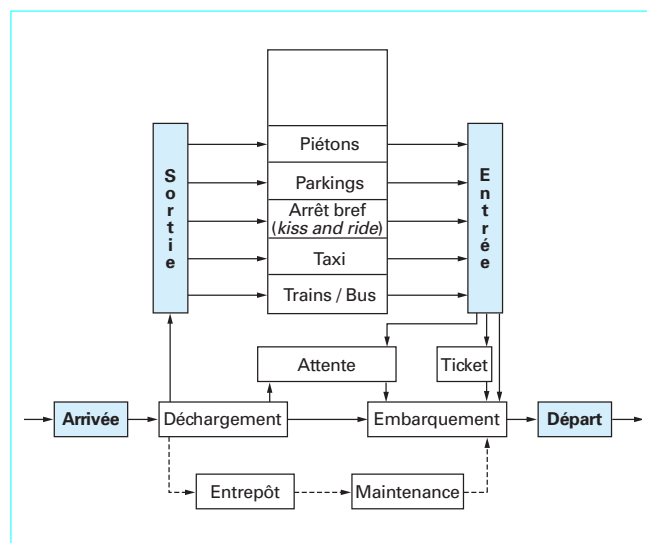 Sortie
Piétons
Parkings
Arrêt bref
(kiss and ride)
Taxi
Trains / Bus
Entrée
Attente
Ticket
Arrivée
Déchargement
Embarquement
Départ
Entrepôt
Maintenance